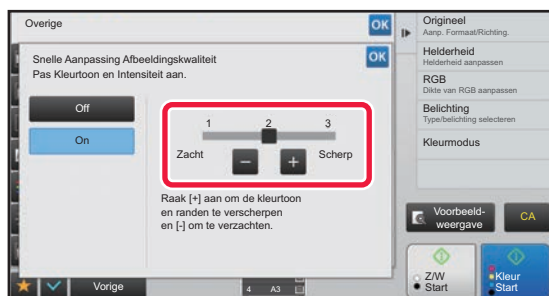 Overige
OK
Snelle Aanpassing Afbeeldingskwaliteit
Pas Kleurtoon en Intensiteit aan.
OK
Off
On
1 2 3
Zacht
Scherp
Raak [+] aan om de kleurtoon
en randen te verscherpen
en [-] om te verzachten.
Vorige
4 A3
Origineel
Aanp. Formaat/Richting.
Helderheid
Helderheid aanpassen
RGB
Dikte van RGB aanpassen
Belichting
Type/belichting selecteren
Kleurmodus
Voorbeeld-
weergave
CA
Z/W
Start
Kleur
Start